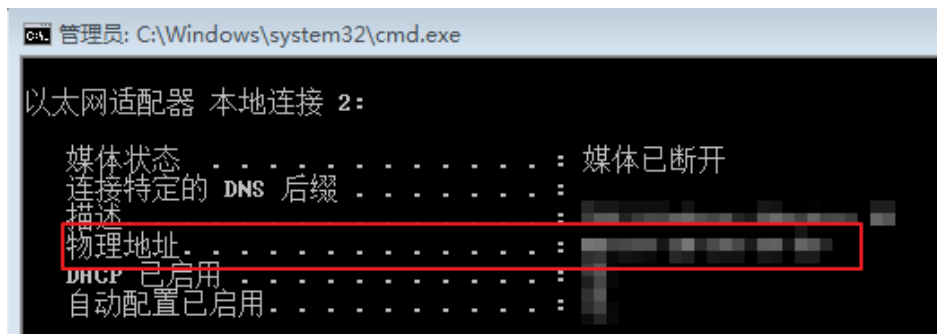 管理员: C:\Windows\system32\cmd.exe
以太网适配器 本地连接 2:
媒体状态 . . . . . . . . . . . . : 媒体已断开
连接特定的 DNS 后缀 . . . . . . . :
描述. . . . . . . . . . . . . . . :
物理地址. . . . . . . . . . . . . :
DHCP 已启用 . . . . . . . . . . . :
自动配置已启用. . . . . . . . . . :